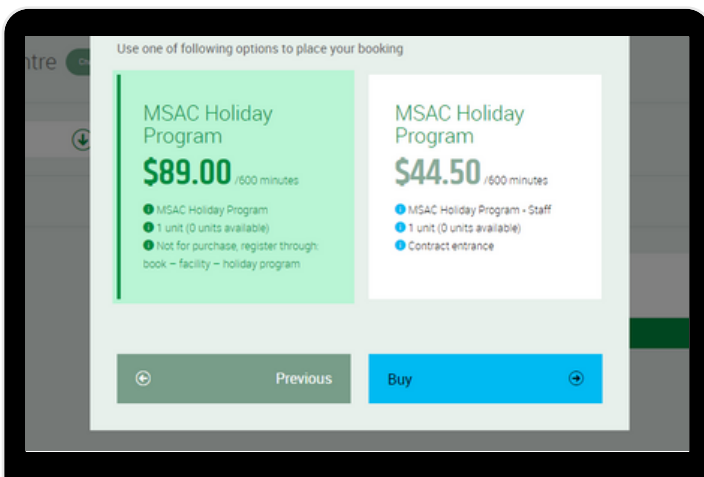 Use one of following options to place your booking
ntre
MSAC Holiday
Program
$89.00 /600 minutes
MSAC Holiday Program
1 unit (0 units available)
Not for purchase, register through:
book – facility – holiday program
MSAC Holiday
Program
$44.50 /600 minutes
MSAC Holiday Program - Staff
1 unit (0 units available)
Contract entrance
Previous
Buy